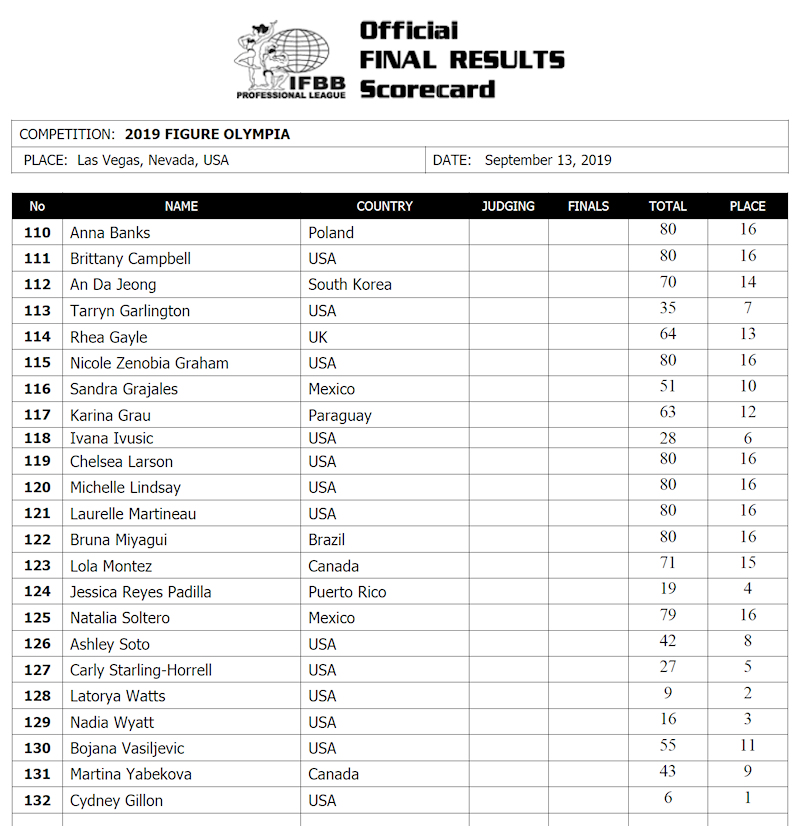 Official
FINAL RESULTS
Scorecard
IFBB
PROFESSIONAL LEAGUE
COMPETITION: 2019 FIGURE OLYMPIA
PLACE: Las Vegas, Nevada, USA DATE: September 13, 2019
No NAME COUNTRY JUDGING FINALS TOTAL PLACE
110 Anna Banks Poland 80 16
111 Brittany Campbell USA 80 16
112 An Da Jeong South Korea 70 14
113 Tarryn Garlington USA 35 7
114 Rhea Gayle UK 64 13
115 Nicole Zenobia Graham USA 80 16
116 Sandra Grajales Mexico 51 10
117 Karina Grau Paraguay 63 12
118 Ivana Ivusic USA 28 6
119 Chelsea Larson USA 80 16
120 Michelle Lindsay USA 80 16
121 Laurelle Martineau USA 80 16
122 Bruna Miyagui Brazil 80 16
123 Lola Montez Canada 71 15
124 Jessica Reyes Padilla Puerto Rico 19 4
125 Natalia Soltero Mexico 79 16
126 Ashley Soto USA 42 8
127 Carly Starling-Horrell USA 27 5
128 Latorya Watts USA 9 2
129 Nadia Wyatt USA 16 3
130 Bojana Vasiljevic USA 55 11
131 Martina Yabekova Canada 43 9
132 Cydney Gillon USA 6 1